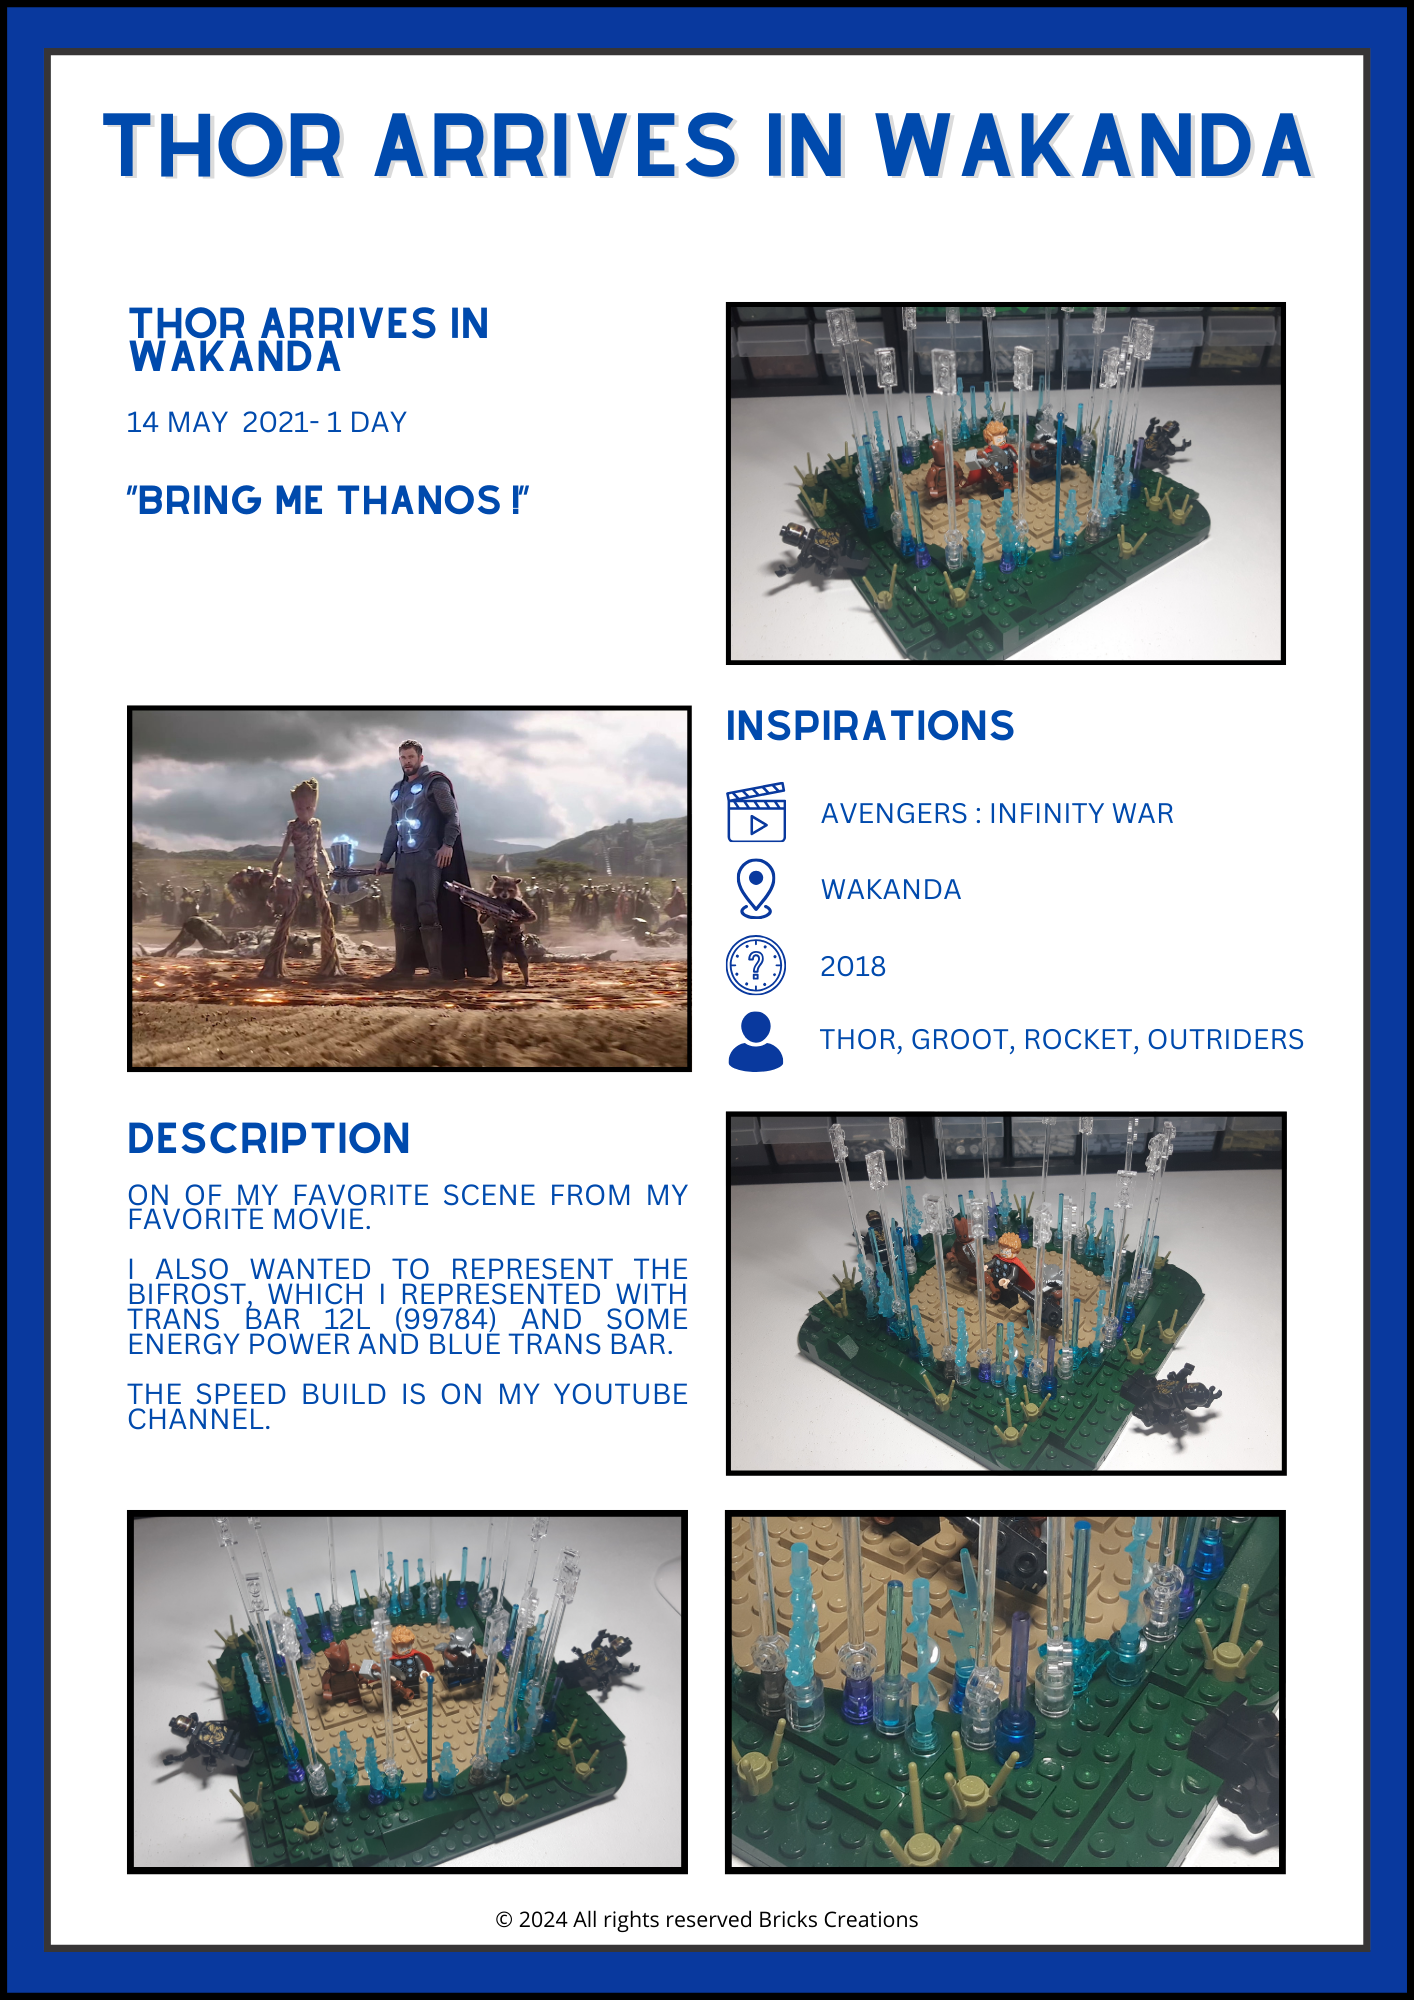 THOR ARRIVES IN WAKANDA
THOR ARRIVES IN
WAKANDA
14 MAY 2021- 1 DAY
"BRING ME THANOS !"
INSPIRATIONS
AVENGERS : INFINITY WAR
WAKANDA
2018
THOR, GROOT, ROCKET, OUTRIDERS
DESCRIPTION
ON OF MY FAVORITE SCENE FROM MY
FAVORITE MOVIE.
I ALSO WANTED TO REPRESENT THE
BIFROST, WHICH I REPRESENTED WITH
TRANS BAR 12L (99784) AND SOME
ENERGY POWER AND BLUE TRANS BAR.
THE SPEED BUILD IS ON MY YOUTUBE
CHANNEL.
© 2024 All rights reserved Bricks Creations